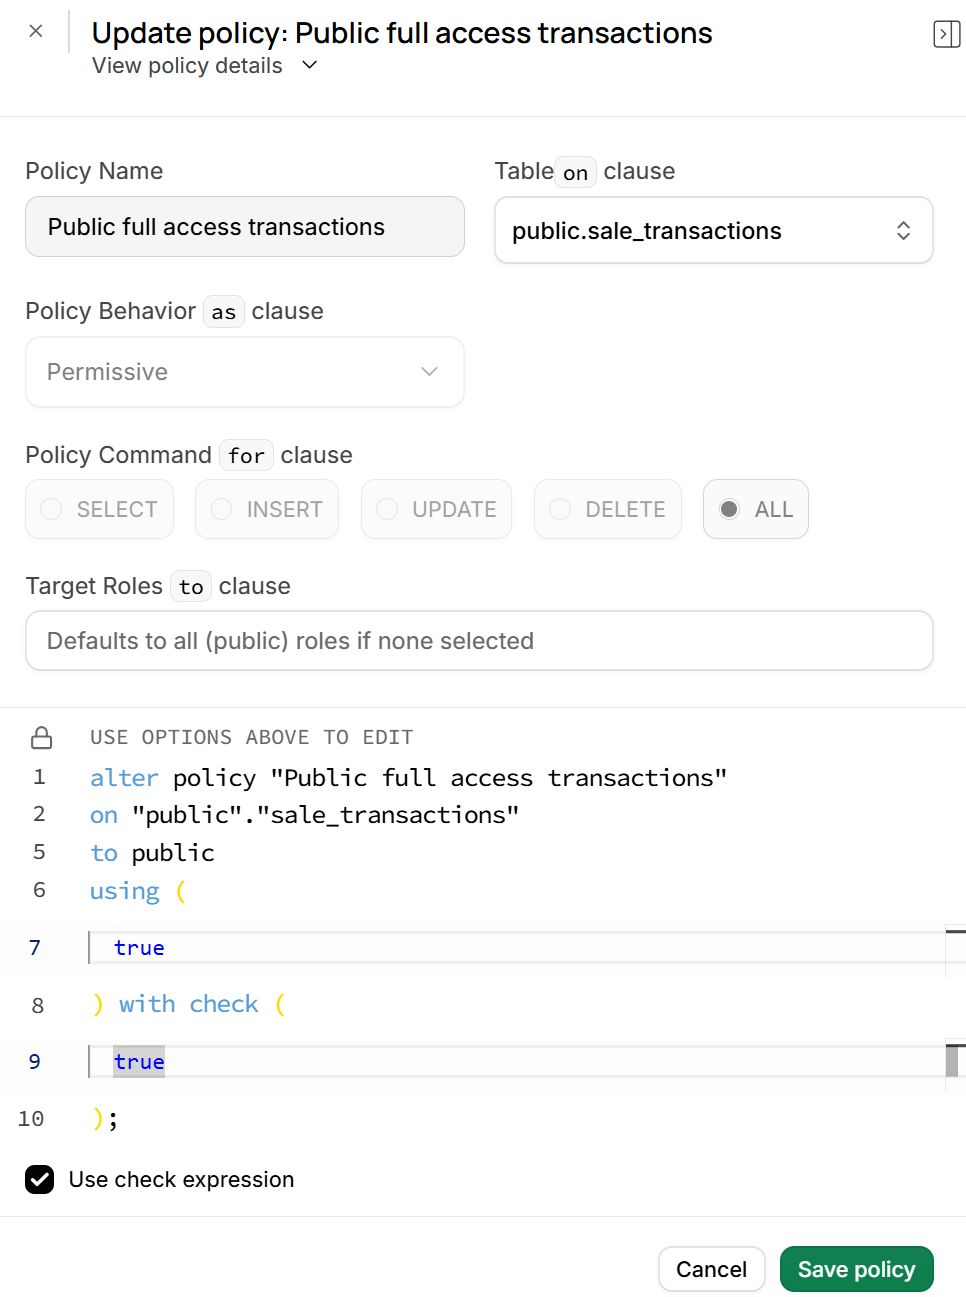 Update policy: Public full access transactions
View policy details
Policy Name
Public full access transactions
Table on clause
public.sale_transactions
Policy Behavior as clause
Permissive
Policy Command for clause
SELECT INSERT UPDATE DELETE ALL
Target Roles to clause
Defaults to all (public) roles if none selected
USE OPTIONS ABOVE TO EDIT
1 alter policy "Public full access transactions"
2 on "public"."sale_transactions"
5 to public
6 using (
7 true
8 ) with check (
9 true
10 );
Use check expression
Cancel Save policy